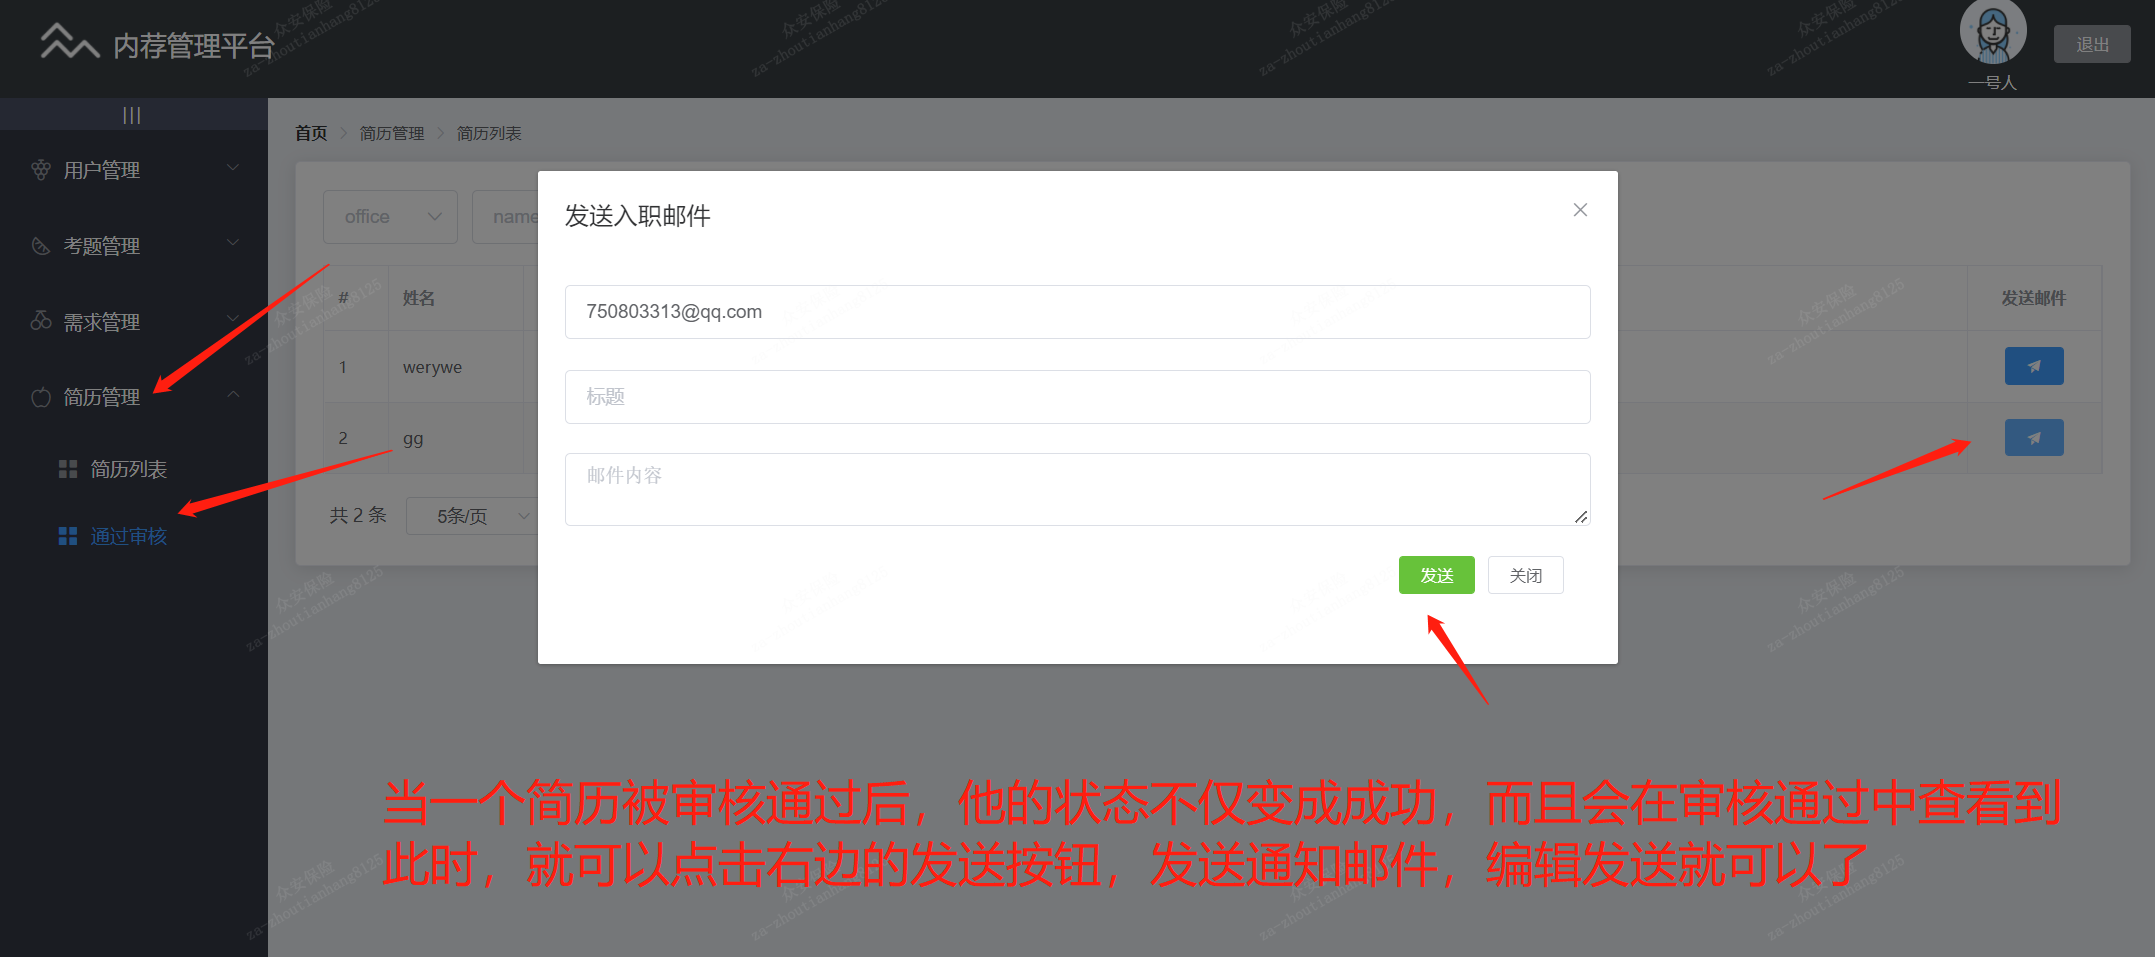 内荐管理平台
一号人
退出
|||
首页 > 简历管理 > 简历列表
用户管理
考题管理
需求管理
简历管理
简历列表
通过审核
office
name
# 姓名 发送邮件
1 werywe
2 gg
共 2 条 5条/页
发送入职邮件
750803313@qq.com
标题
邮件内容
发送 关闭
当一个简历被审核通过后，他的状态不仅变成成功，而且会在审核通过中查看到
此时，就可以点击右边的发送按钮，发送通知邮件，编辑发送就可以了
众安保险
za-zhoutianhang8125